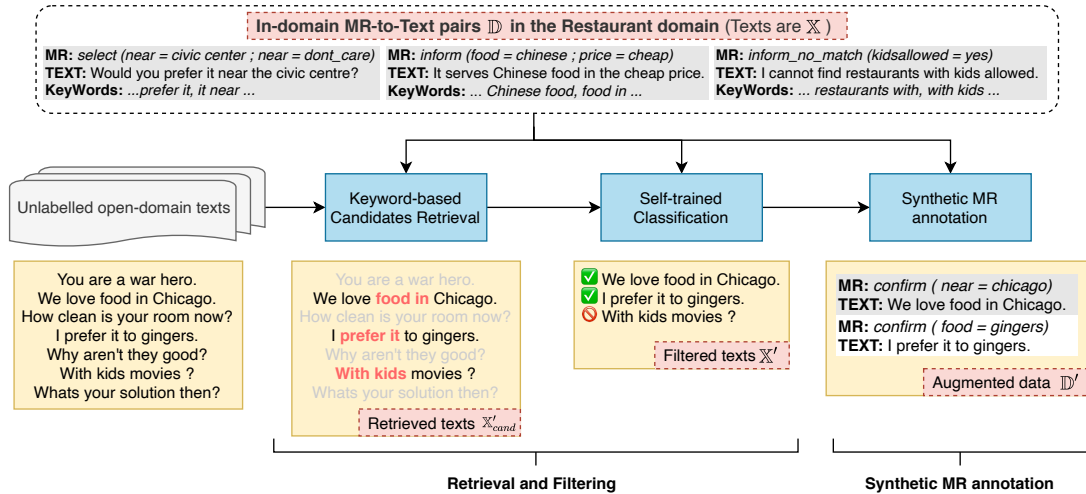 In-domain MR-to-Text pairs 𝔻 in the Restaurant domain (Texts are 𝕏 )
MR: select (near = civic center ; near = dont_care)
TEXT: Would you prefer it near the civic centre?
KeyWords: ...prefer it, it near ...
MR: inform (food = chinese ; price = cheap)
TEXT: It serves Chinese food in the cheap price.
KeyWords: ... Chinese food, food in ...
MR: inform_no_match (kidsallowed = yes)
TEXT: I cannot find restaurants with kids allowed.
KeyWords: ... restaurants with, with kids ...
Unlabelled open-domain texts
Keyword-based
Candidates Retrieval
Self-trained
Classification
Synthetic MR
annotation
You are a war hero.
We love food in Chicago.
How clean is your room now?
I prefer it to gingers.
Why aren't they good?
With kids movies ?
Whats your solution then?
You are a war hero.
We love food in Chicago.
How clean is your room now?
I prefer it to gingers.
Why aren't they good?
With kids movies ?
Whats your solution then?
Retrieved texts 𝕏′cand
We love food in Chicago.
I prefer it to gingers.
With kids movies ?
Filtered texts 𝕏′
MR: confirm ( near = chicago)
TEXT: We love food in Chicago.
MR: confirm ( food = gingers)
TEXT: I prefer it to gingers.
Augmented data 𝔻′
Retrieval and Filtering
Synthetic MR annotation